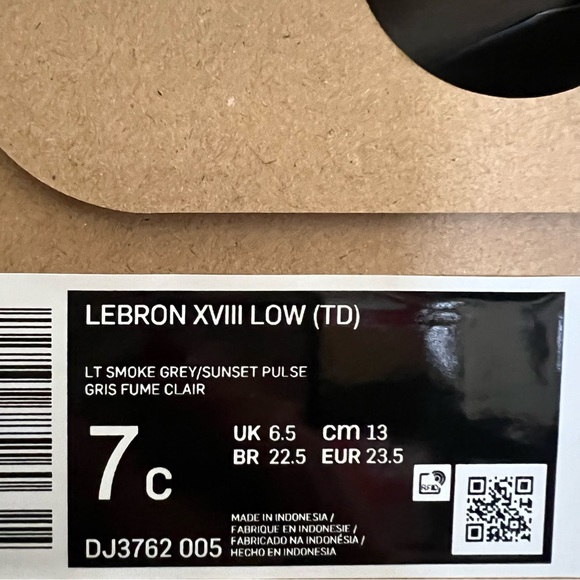 LEBRON XVIII LOW (TD)
LT SMOKE GREY/SUNSET PULSE
GRIS FUME CLAIR
7C
UK 6.5 cm 13
BR 22.5 EUR 23.5
RFID
MADE IN INDONESIA /
FABRIQUE EN INDONESIE /
FABRICADO NA INDONÉSIA /
HECHO EN INDONESIA
DJ3762 005